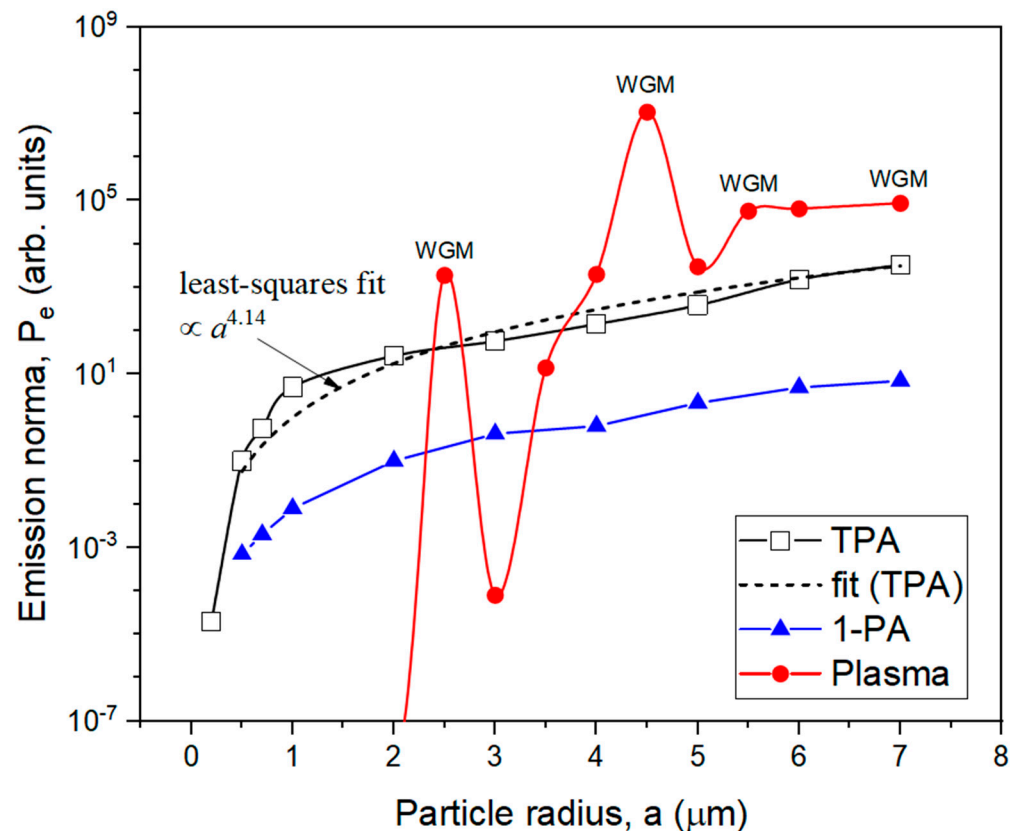 10^9
10^5
10^1
10^-3
10^-7
Emission norma, P_e (arb. units)
WGM
WGM
WGM
WGM
least-squares fit
∝ a^4.14
TPA
fit (TPA)
1-PA
Plasma
0 1 2 3 4 5 6 7 8
Particle radius, a (μm)